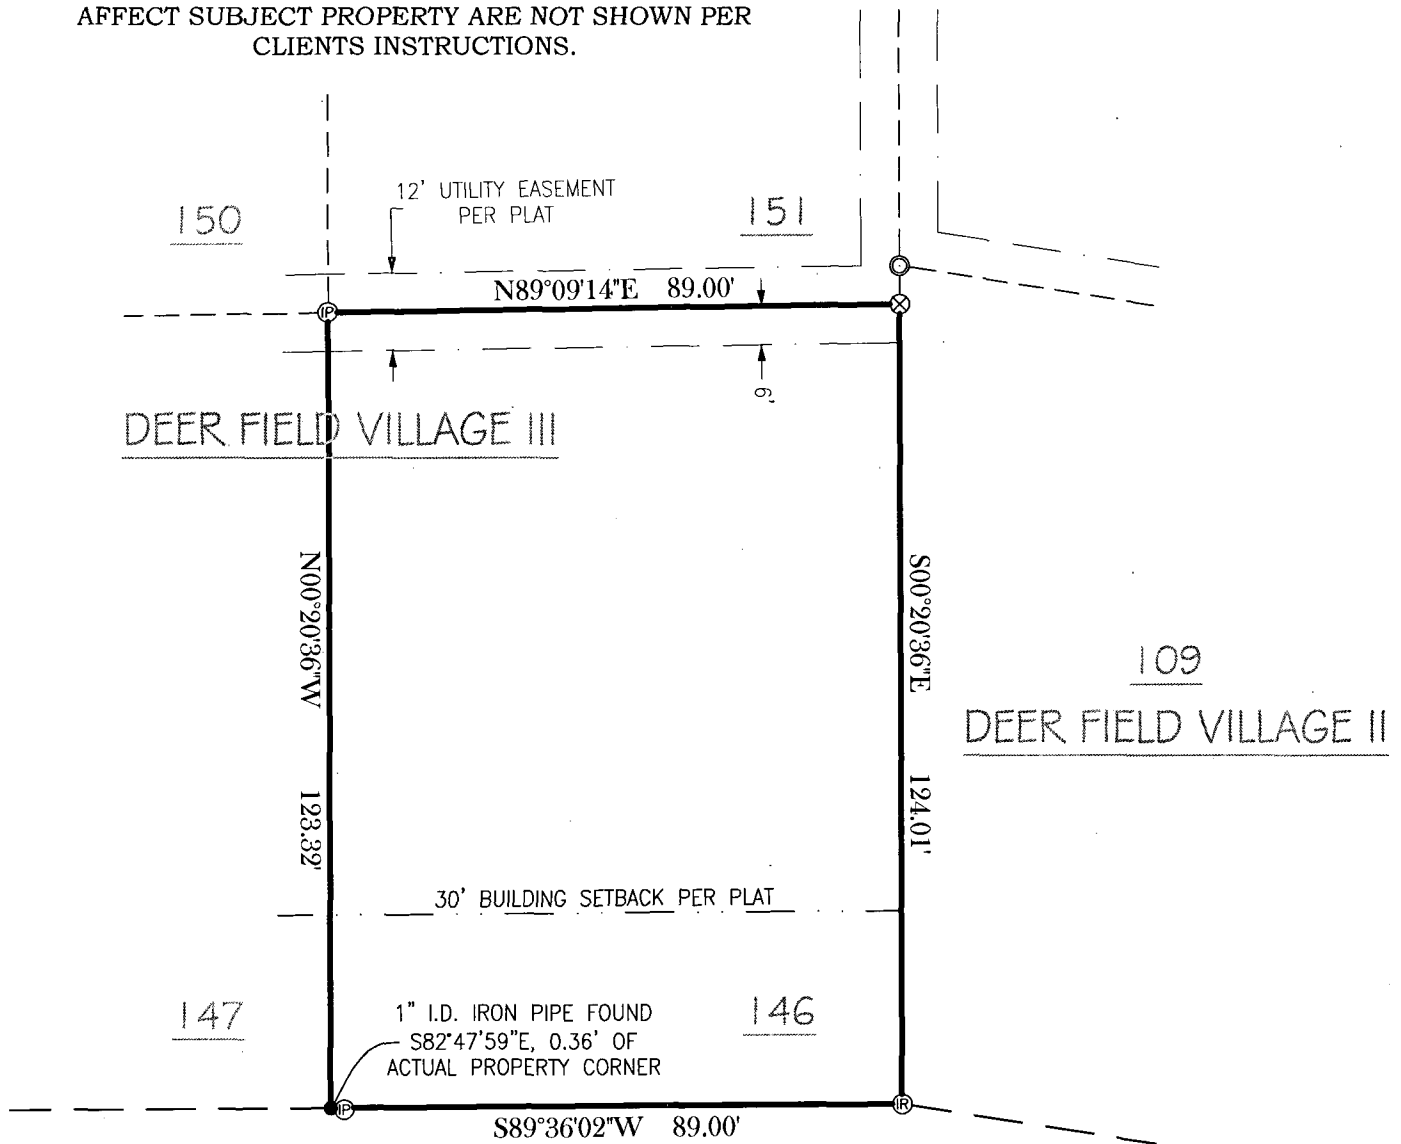 AFFECT SUBJECT PROPERTY ARE NOT SHOWN PER
CLIENTS INSTRUCTIONS.
12' UTILITY EASEMENT
PER PLAT
150
151
N89°09'14"E 89.00'
IP
6'
DEER FIELD VILLAGE III
N00°20'36"W 123.32'
S00°20'36"E 124.01'
109
DEER FIELD VILLAGE II
30' BUILDING SETBACK PER PLAT
147
1" I.D. IRON PIPE FOUND
S82°47'59"E, 0.36' OF
ACTUAL PROPERTY CORNER
146
IP
IR
S89°36'02"W 89.00'